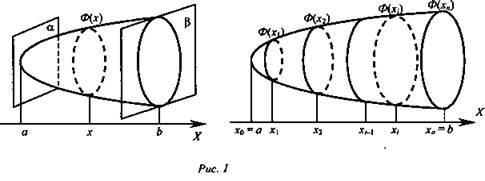 α Φ(x) β
a x b X
Φ(x₁) Φ(x₂) Φ(xᵢ) Φ(xₙ)
x₀ = a x₁ x₂ xᵢ₋₁ xᵢ xₙ = b X
Рис. 1